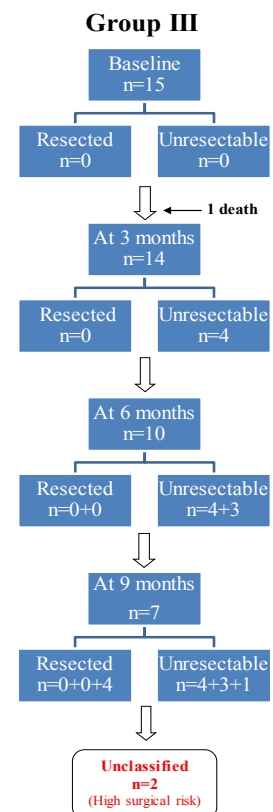 Group III
Baseline
n=15
Resected
n=0
Unresectable
n=0
1 death
At 3 months
n=14
Resected
n=0
Unresectable
n=4
At 6 months
n=10
Resected
n=0+0
Unresectable
n=4+3
At 9 months
n=7
Resected
n=0+0+4
Unresectable
n=4+3+1
Unclassified
n=2
(High surgical risk)